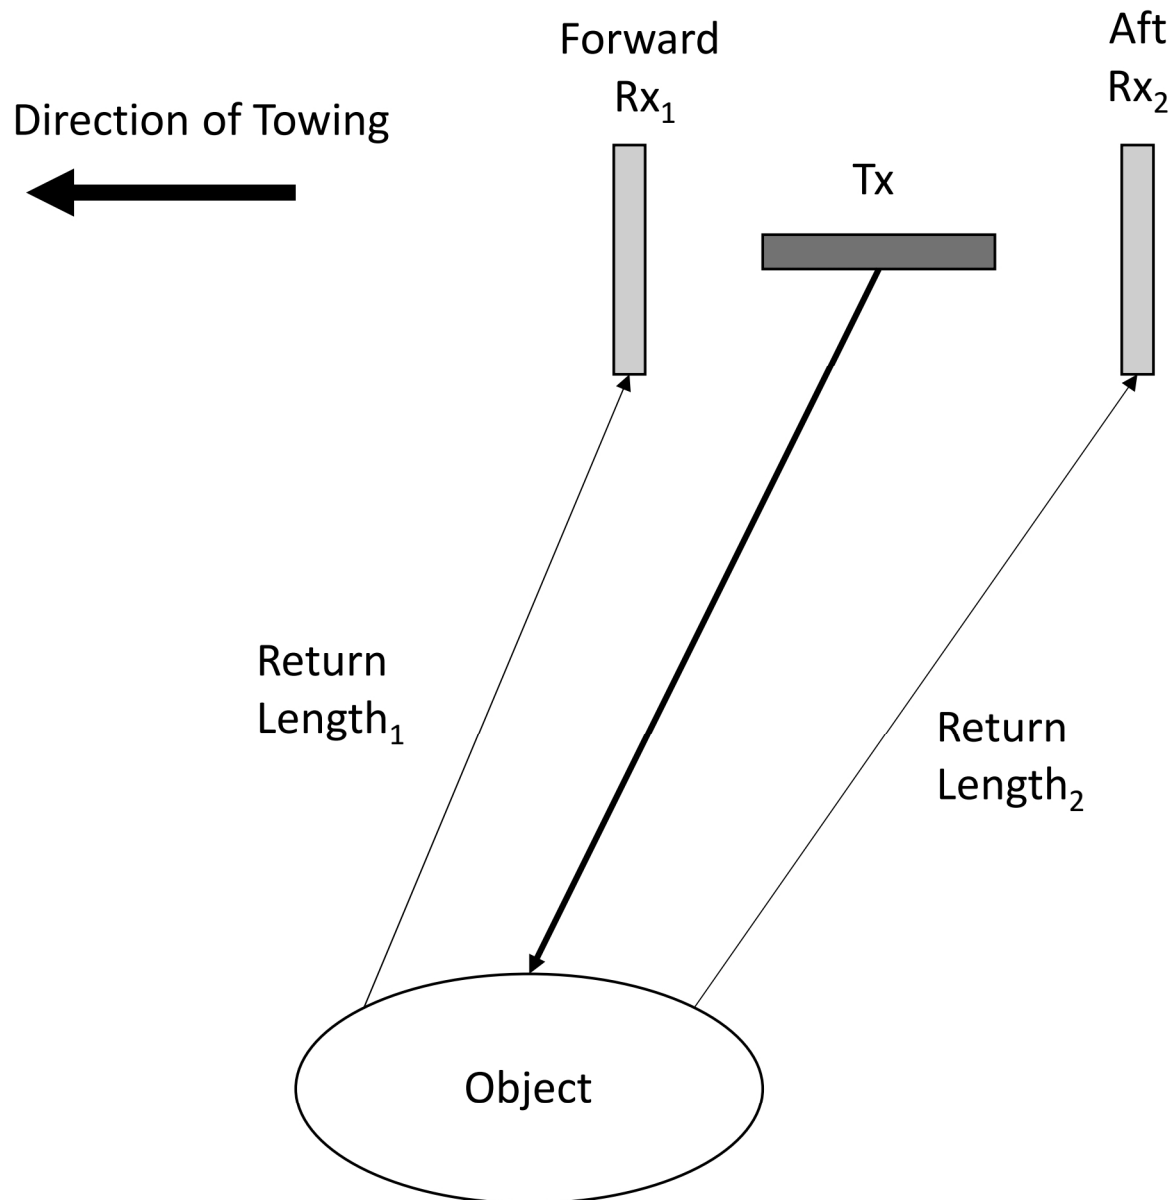 Forward
Rx₁
Aft
Rx₂
Direction of Towing
Tx
Return
Length₁
Return
Length₂
Object